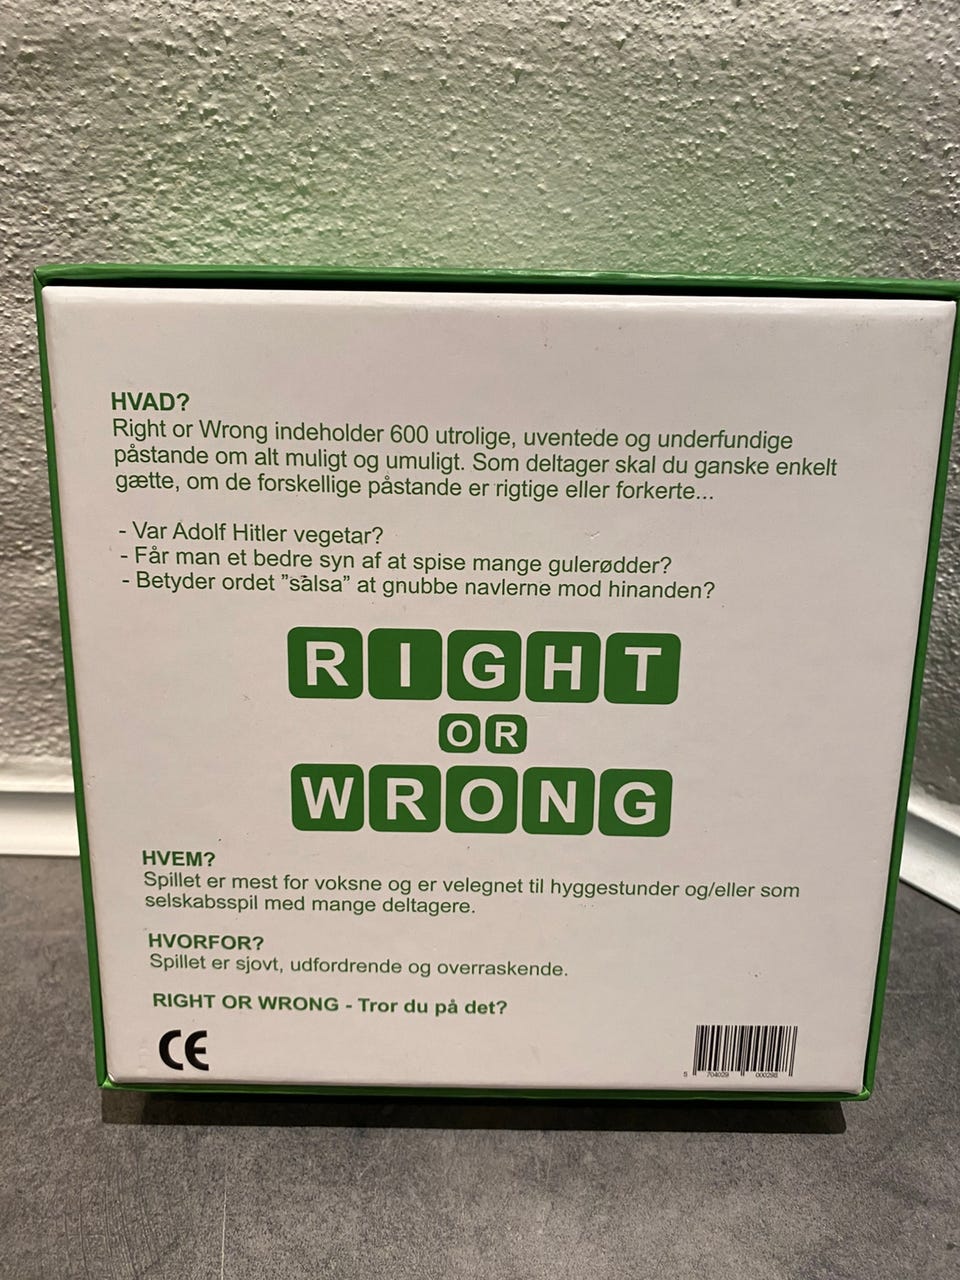 HVAD?
Right or Wrong indeholder 600 utrolige, uventede og underfundige
påstande om alt muligt og umuligt. Som deltager skal du ganske enkelt
gætte, om de forskellige påstande er rigtige eller forkerte...
- Var Adolf Hitler vegetar?
- Får man et bedre syn af at spise mange gulerødder?
- Betyder ordet ”salsa” at gnubbe navlerne mod hinanden?
RIGHT
OR
WRONG
HVEM?
Spillet er mest for voksne og er velegnet til hyggestunder og/eller som
selskabsspil med mange deltagere.
HVORFOR?
Spillet er sjovt, udfordrende og overraskende.
RIGHT OR WRONG - Tror du på det?
CE
5 704029 000298